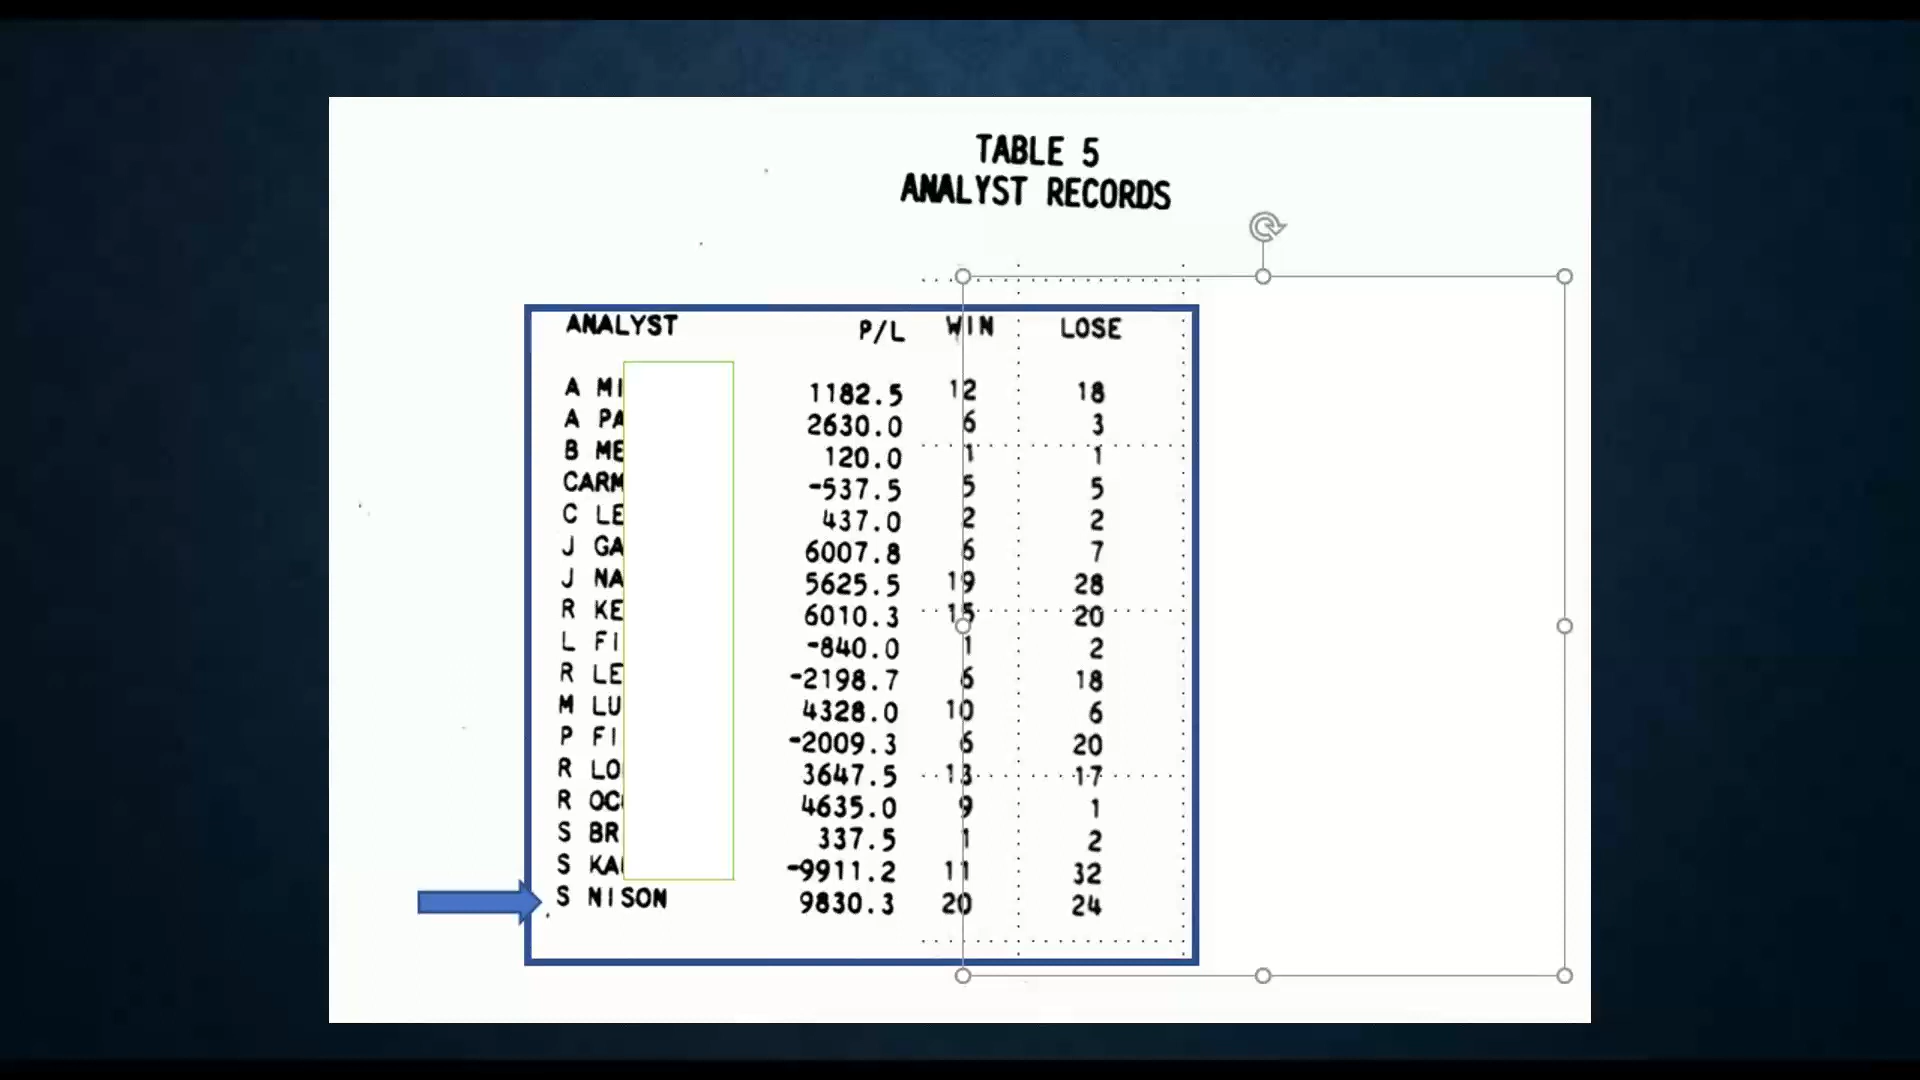 TABLE 5
ANALYST RECORDS
ANALYST P/L WIN LOSE
A MI 1182.5 12 18
A PA 2630.0 6 3
B ME 120.0 1 1
CARM -537.5 5 5
C LE 437.0 2 2
J GA 6007.8 6 7
J NA 5625.5 19 28
R KE 6010.3 15 20
L FI -840.0 1 2
R LE -2198.7 6 18
M LU 4328.0 10 6
P FI -2009.3 6 20
R LO 3647.5 13 17
R OC 4635.0 9 1
S BR 337.5 1 2
S KA -9911.2 11 32
S NISON 9830.3 20 24